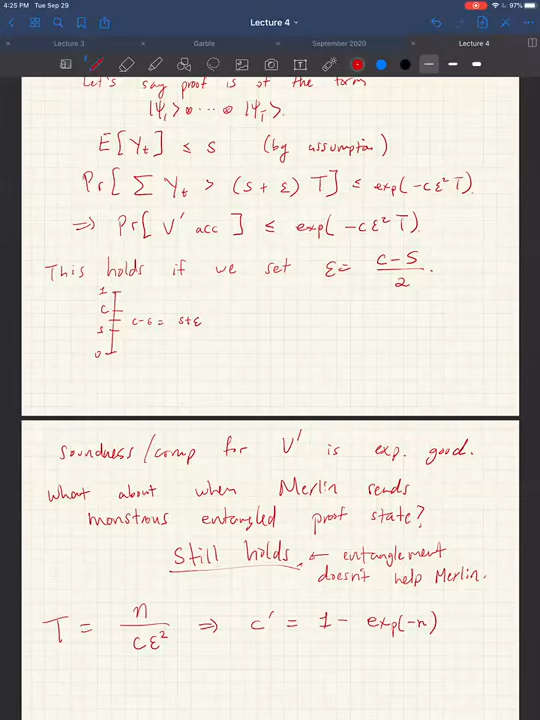 4:25 PM Tue Sep 29
97%
Lecture 4
Lecture 3
Garble
September 2020
Lecture 4
Let's say proof is of the form
|Ψ₁> ⊗ ⋯ ⊗ |Ψ_T>.
E[Y_t] ≤ s (by assumption)
Pr[ Σ Y_t > (s + ε) T ] ≤ exp(-cε²T).
⇒ Pr[ V' acc ] ≤ exp(-cε²T).
This holds if we set ε = (c-s)/2.
1
c
c-ε = s+ε
s
0
Soundness/comp for V' is exp. good.
What about when Merlin sends
monstrous entangled proof state?
Still holds. ← entanglement
doesn't help Merlin.
T = n/(cε²) ⇒ c' = 1 - exp(-n)